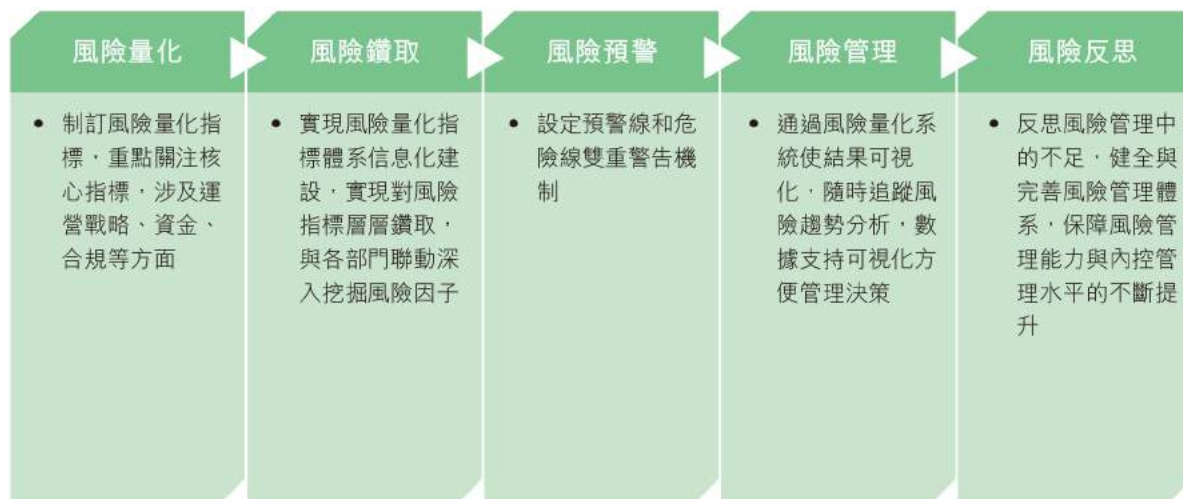 風險量化
制訂風險量化指
標，重點關注核
心指標，涉及運
營戰略、資金、
合規等方面
風險鑽取
實現風險量化指
標體系信息化建
設，實現對風險
指標層層鑽取，
與各部門聯動深
入挖掘風險因子
風險預警
設定預警線和危
險線雙重警告機
制
風險管理
通過風險量化系
統使結果可視
化，隨時追蹤風
險趨勢分析，數
據支持可視化方
便管理決策
風險反思
反思風險管理中
的不足，健全與
完善風險管理體
系，保障風險管
理能力與內控管
理水平的不斷提
升